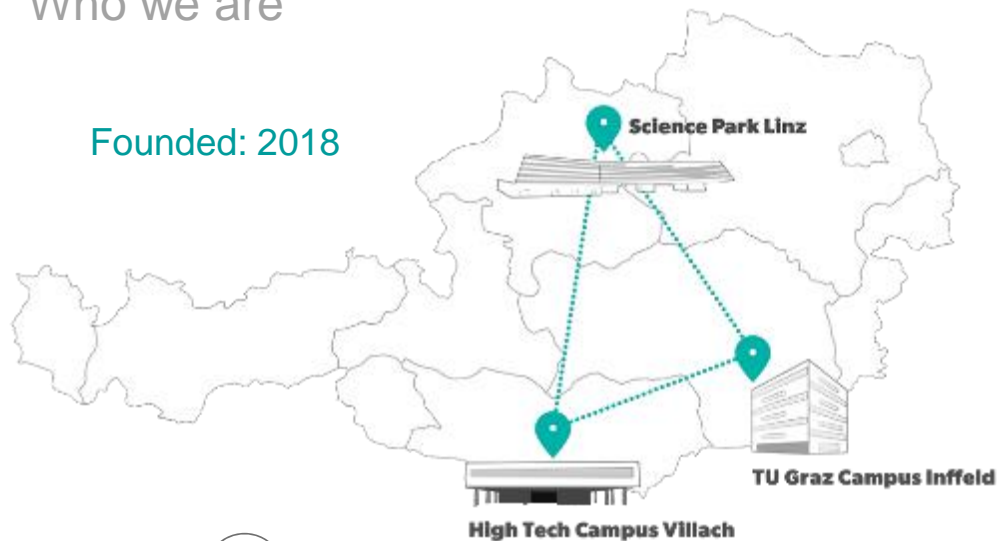 Who we are
Founded: 2018
Science Park Linz
TU Graz Campus Inffeld
High Tech Campus Villach